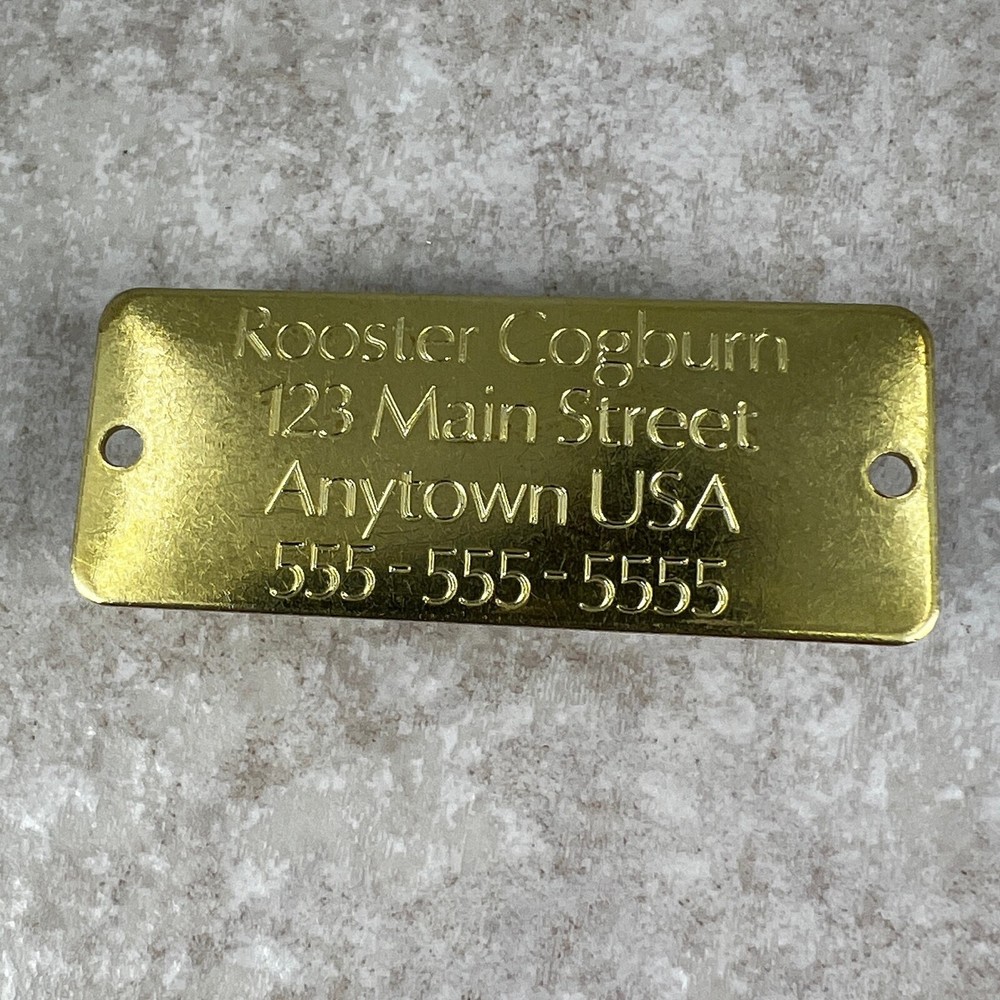 Rooster Cogburn
123 Main Street
Anytown USA
555 - 555 - 5555